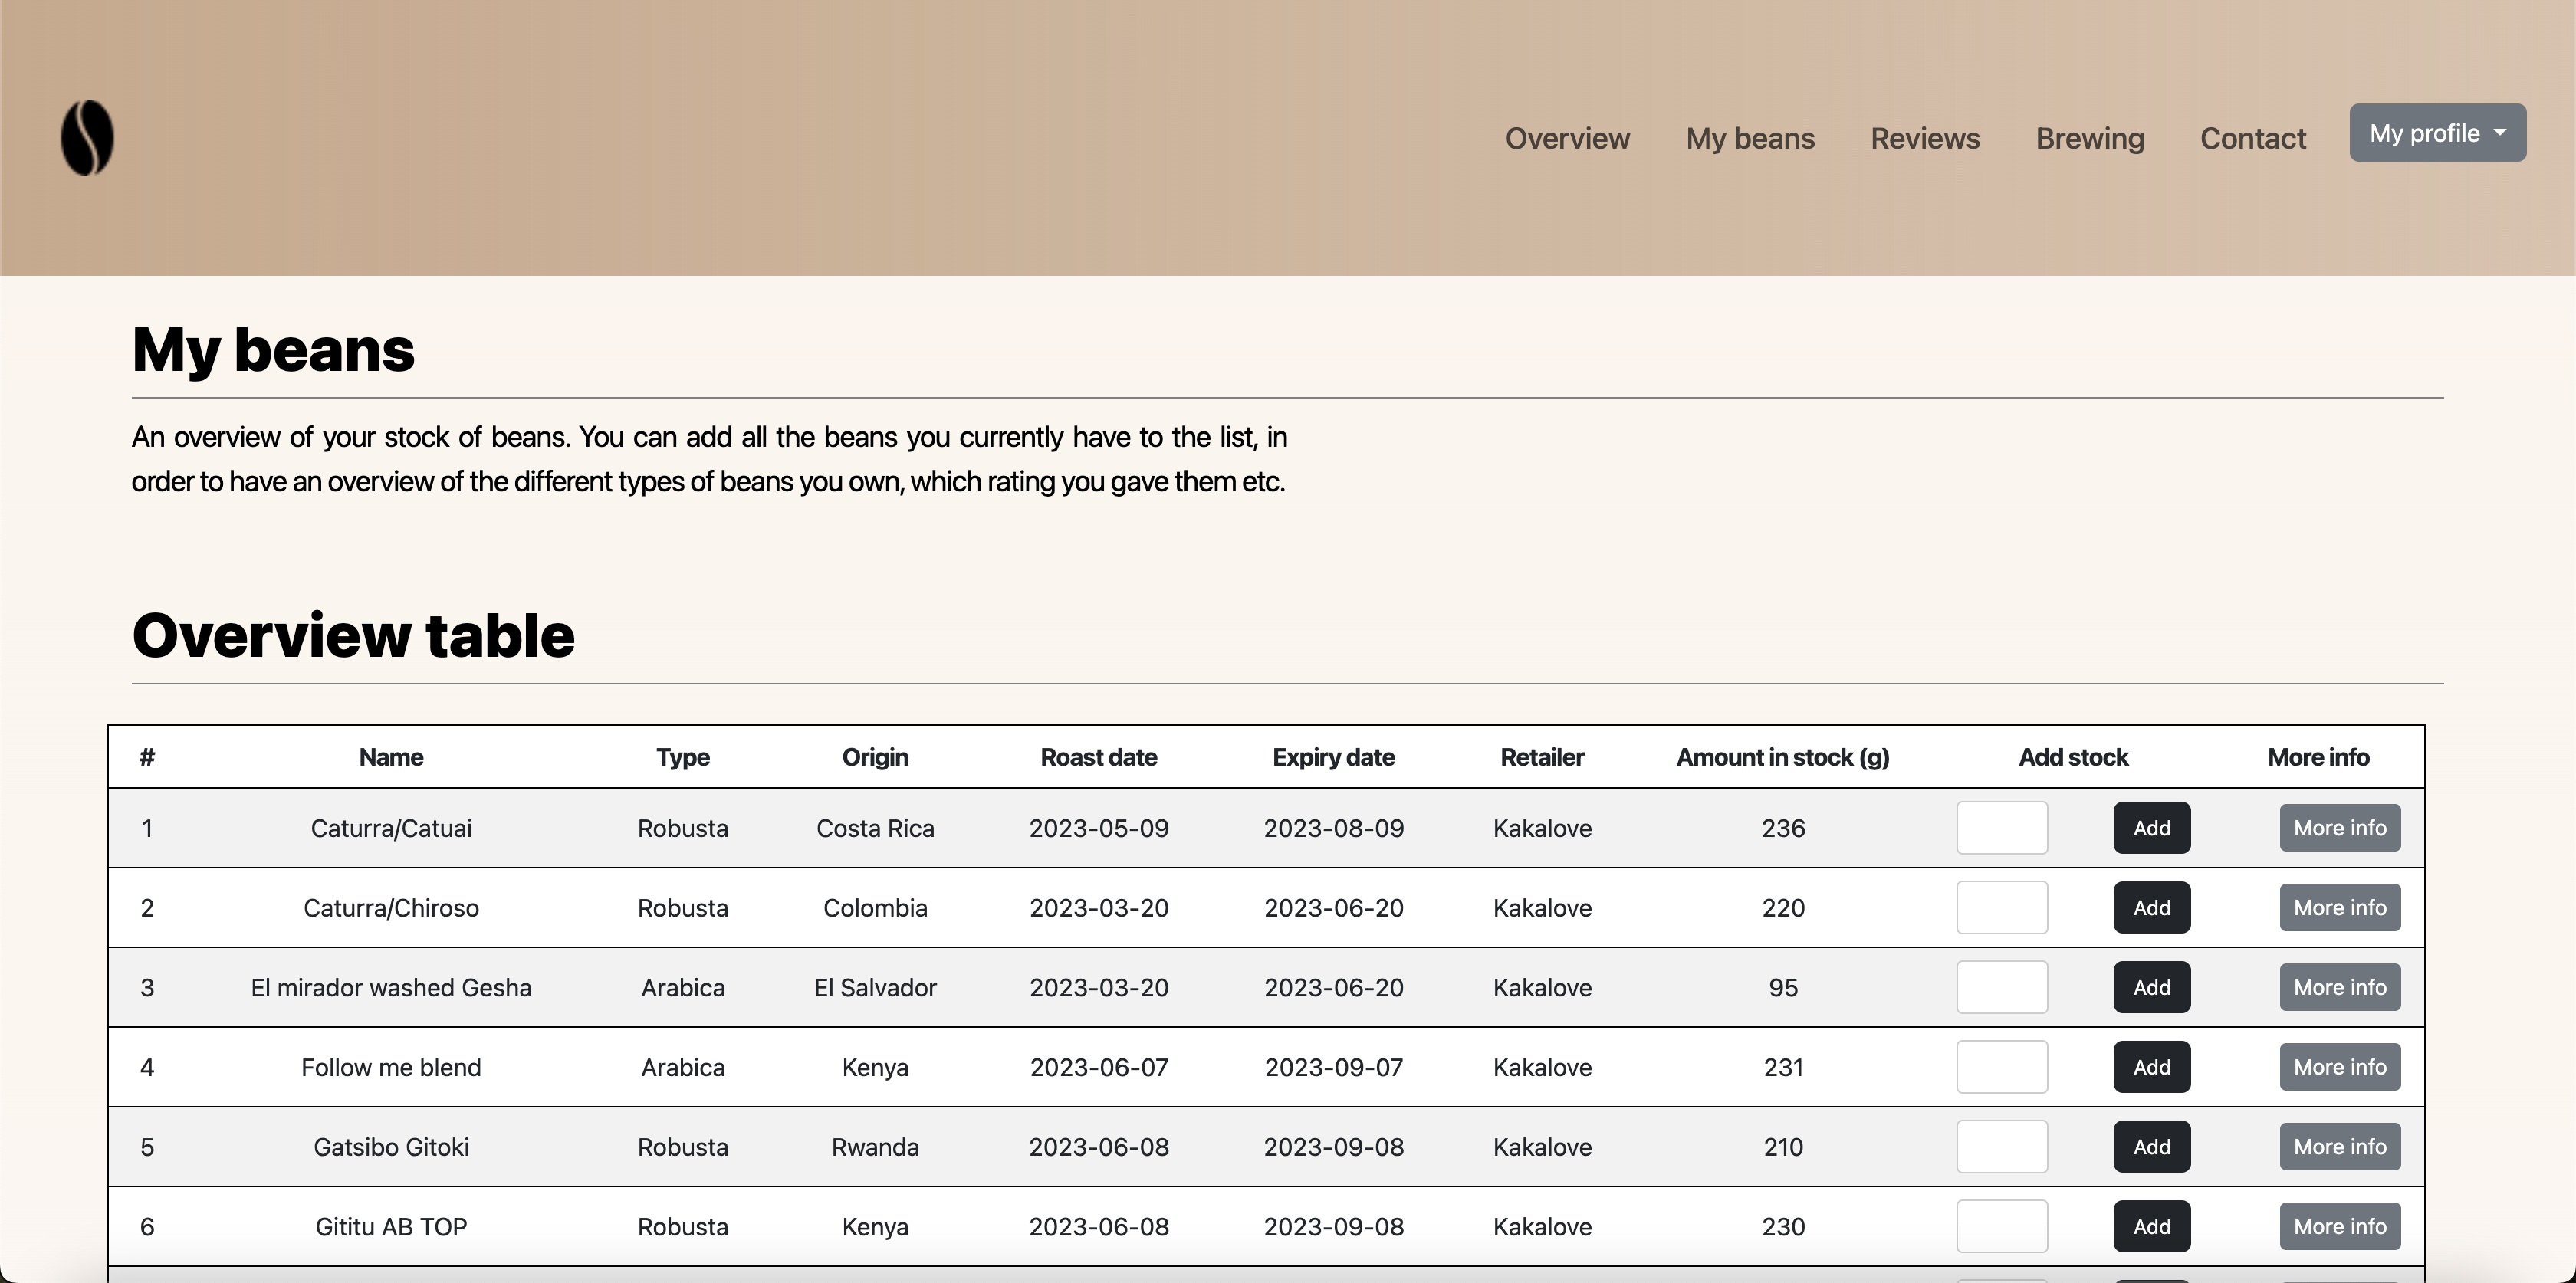 Overview My beans Reviews Brewing Contact My profile
My beans
An overview of your stock of beans. You can add all the beans you currently have to the list, in
order to have an overview of the different types of beans you own, which rating you gave them etc.
Overview table
# Name Type Origin Roast date Expiry date Retailer Amount in stock (g) Add stock More info
1 Caturra/Catuai Robusta Costa Rica 2023-05-09 2023-08-09 Kakalove 236 Add More info
2 Caturra/Chiroso Robusta Colombia 2023-03-20 2023-06-20 Kakalove 220 Add More info
3 El mirador washed Gesha Arabica El Salvador 2023-03-20 2023-06-20 Kakalove 95 Add More info
4 Follow me blend Arabica Kenya 2023-06-07 2023-09-07 Kakalove 231 Add More info
5 Gatsibo Gitoki Robusta Rwanda 2023-06-08 2023-09-08 Kakalove 210 Add More info
6 Gititu AB TOP Robusta Kenya 2023-06-08 2023-09-08 Kakalove 230 Add More info